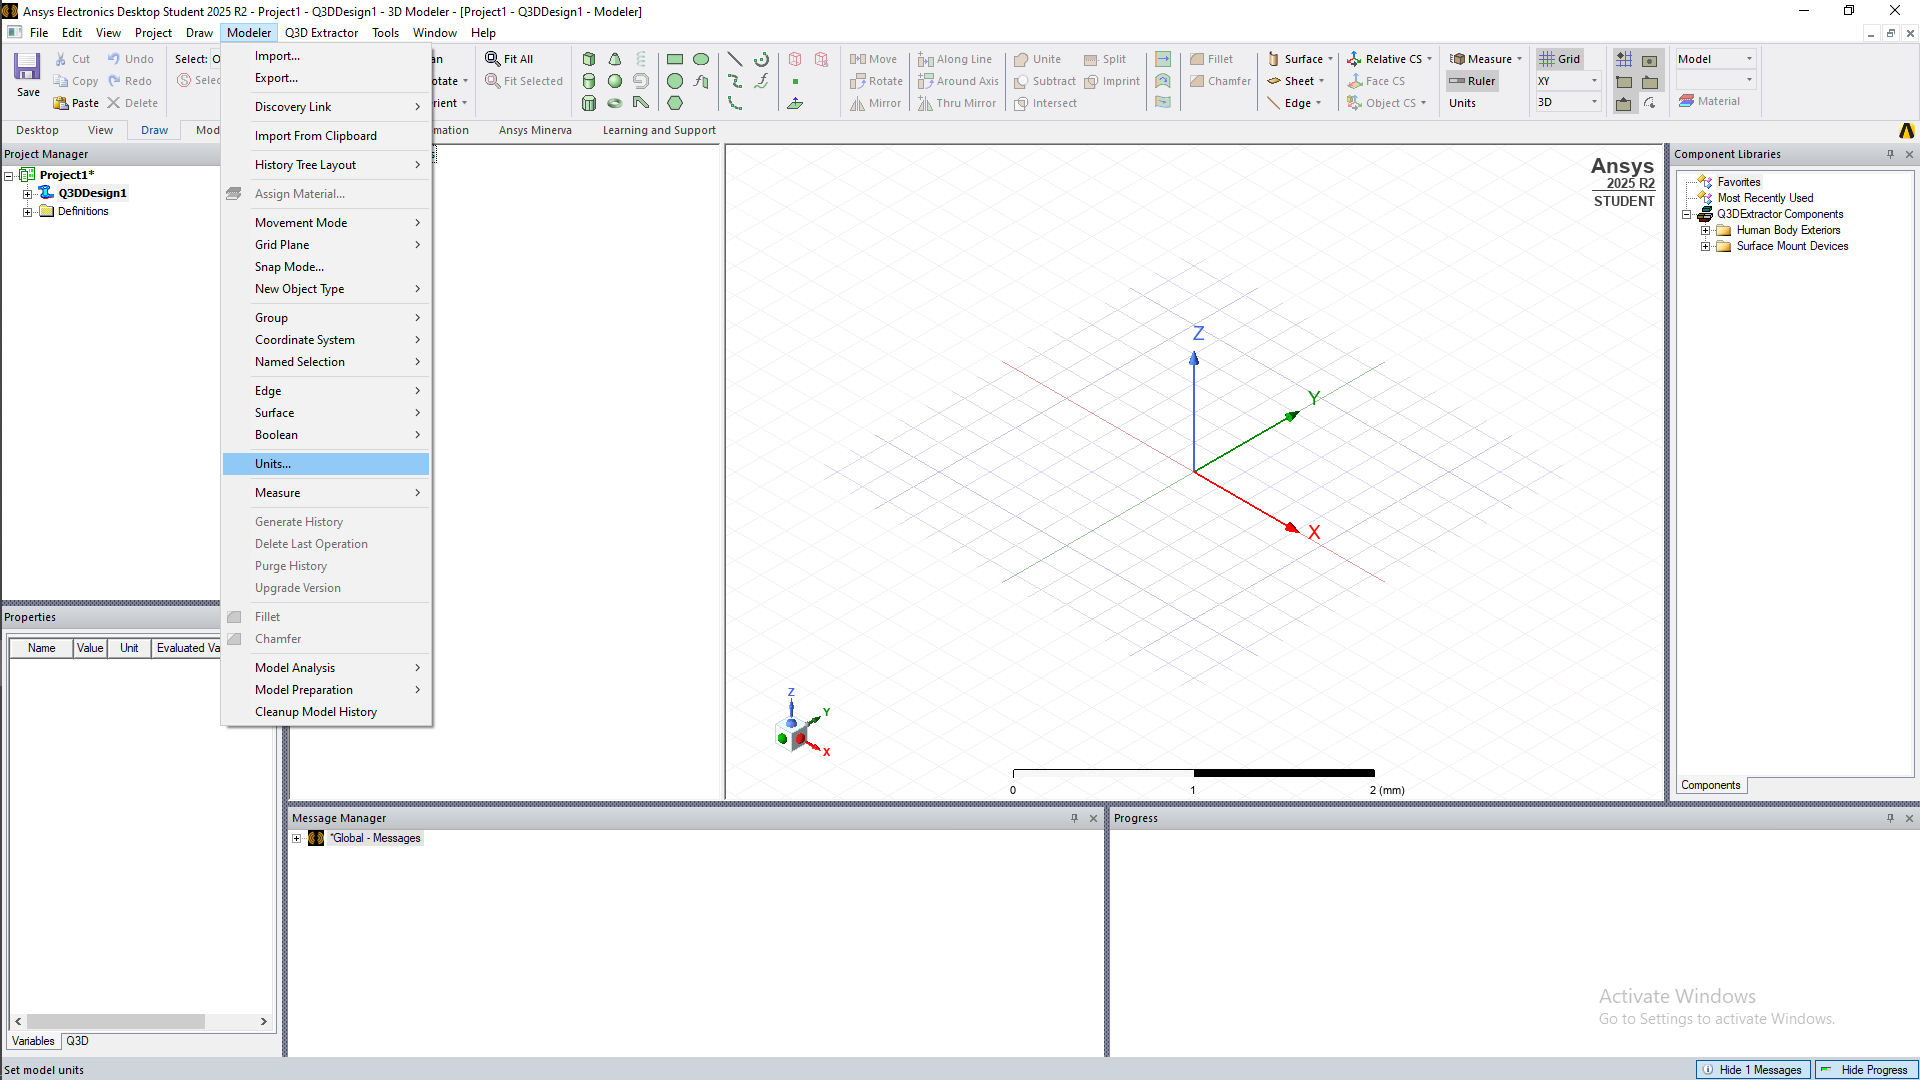 Ansys Electronics Desktop Student 2025 R2 - Project1 - Q3DDesign1 - 3D Modeler - [Project1 - Q3DDesign1 - Modeler]
File Edit View Project Draw Modeler Q3D Extractor Tools Window Help
Save
Cut
Copy
Paste
Undo
Redo
Delete
Select:
Fit All
Fit Selected
Move
Rotate
Mirror
Along Line
Around Axis
Thru Mirror
Unite
Subtract
Intersect
Split
Imprint
Fillet
Chamfer
Surface
Sheet
Edge
Relative CS
Face CS
Object CS
Measure
Ruler
Units
Grid
XY
3D
Model
Material
Desktop View Draw Ansys Minerva Learning and Support
Project Manager
Project1*
Q3DDesign1
Definitions
Import...
Export...
Discovery Link
Import From Clipboard
History Tree Layout
Assign Material...
Movement Mode
Grid Plane
Snap Mode...
New Object Type
Group
Coordinate System
Named Selection
Edge
Surface
Boolean
Units...
Measure
Generate History
Delete Last Operation
Purge History
Upgrade Version
Fillet
Chamfer
Model Analysis
Model Preparation
Cleanup Model History
Properties
Name Value Unit Evaluated Va
Variables Q3D
Ansys
2025 R2
STUDENT
Z
Y
X
Z
Y
X
0 1 2 (mm)
Component Libraries
Favorites
Most Recently Used
Q3DExtractor Components
Human Body Exteriors
Surface Mount Devices
Components
Message Manager
*Global - Messages
Progress
Activate Windows
Go to Settings to activate Windows.
Set model units
Hide 1 Messages
Hide Progress